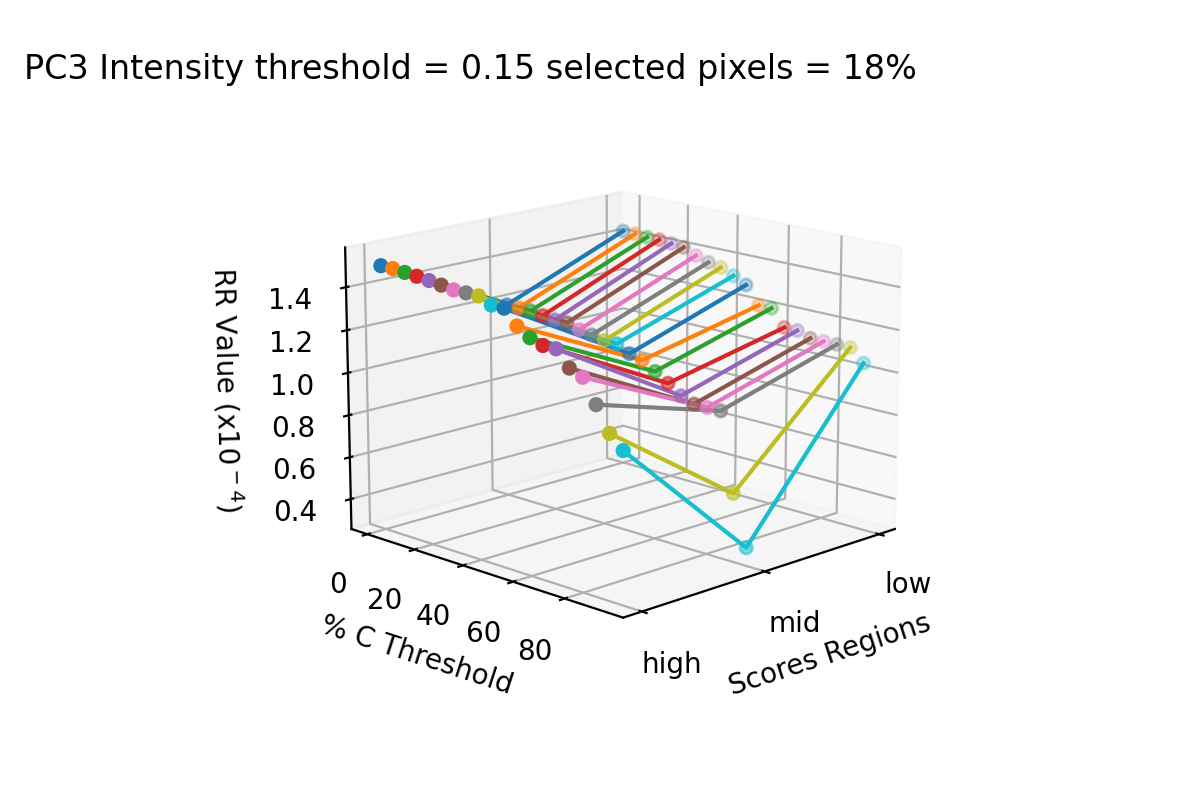 PC3 Intensity threshold = 0.15 selected pixels = 18%
RR Value (x10⁻⁴)
1.4
1.2
1.0
0.8
0.6
0.4
0
20
40
60
80
% C Threshold
high
mid
low
Scores Regions